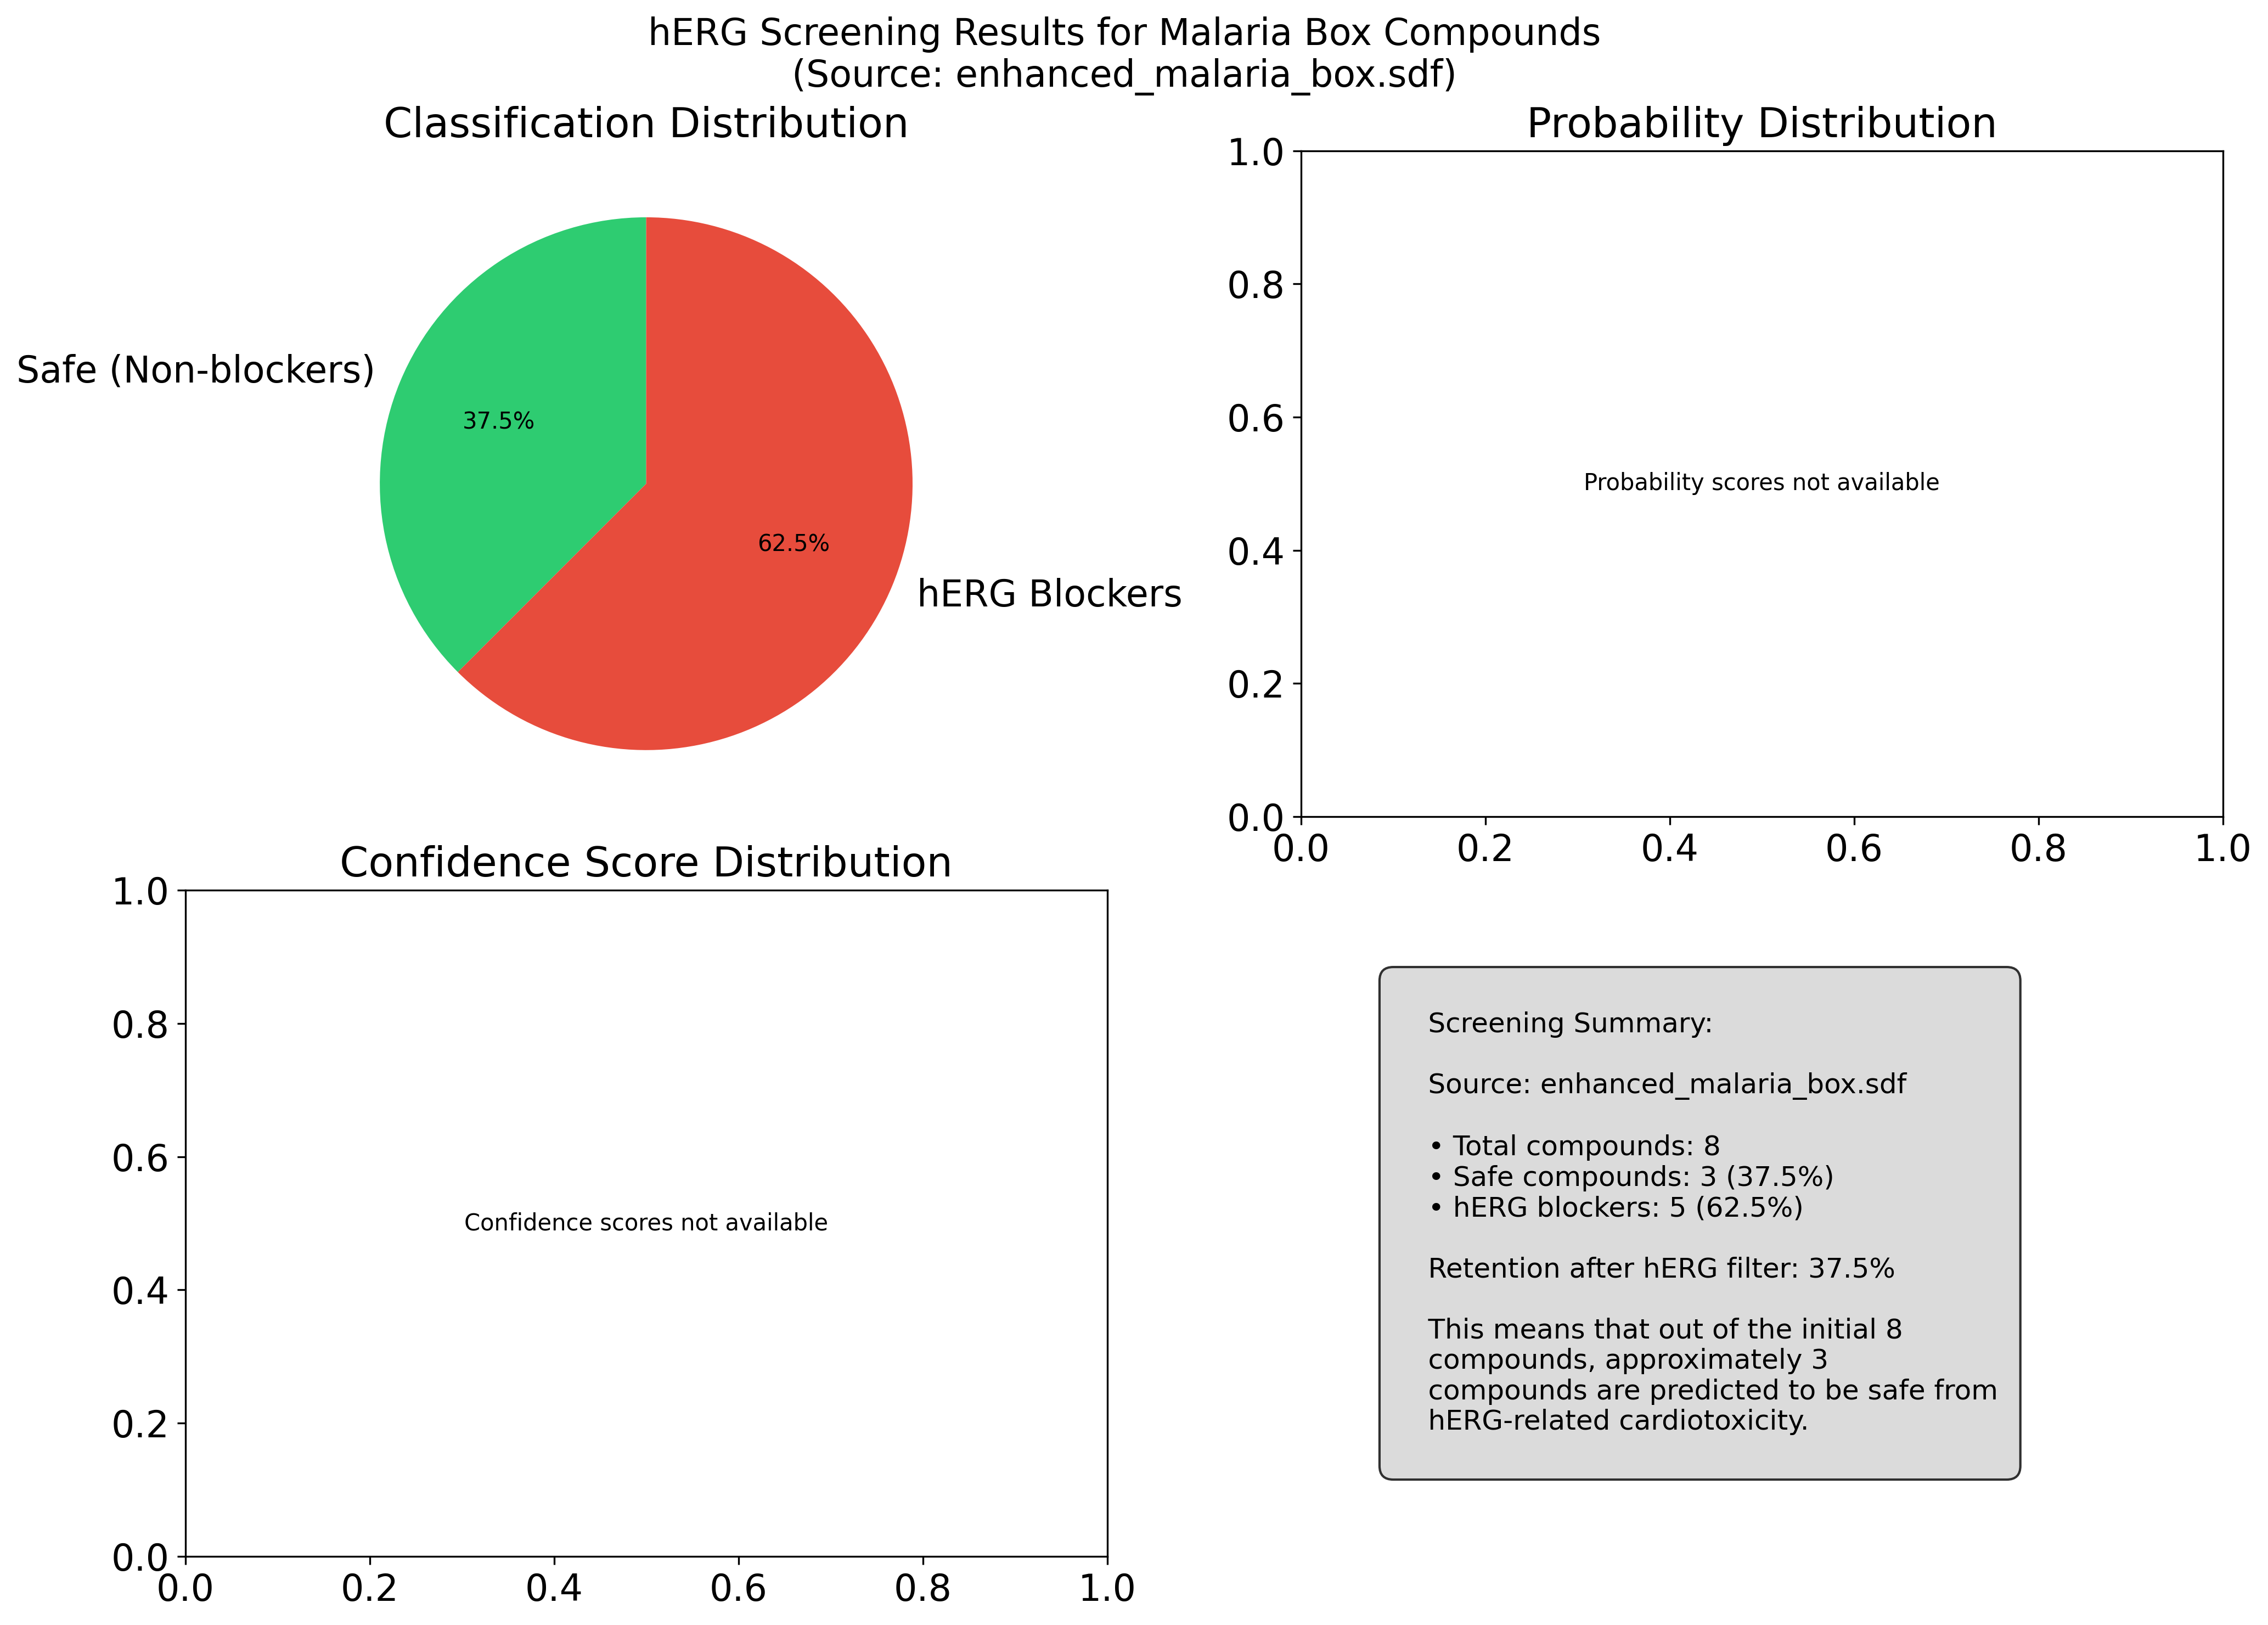 hERG Screening Results for Malaria Box Compounds
(Source: enhanced_malaria_box.sdf)
Classification Distribution
Safe (Non-blockers)
37.5%
62.5%
hERG Blockers
Probability Distribution
1.0
0.8
0.6
0.4
0.2
0.0
Probability scores not available
0.0 0.2 0.4 0.6 0.8 1.0
Confidence Score Distribution
1.0
0.8
0.6
0.4
0.2
0.0
Confidence scores not available
0.0 0.2 0.4 0.6 0.8 1.0
Screening Summary:
Source: enhanced_malaria_box.sdf
• Total compounds: 8
• Safe compounds: 3 (37.5%)
• hERG blockers: 5 (62.5%)
Retention after hERG filter: 37.5%
This means that out of the initial 8
compounds, approximately 3
compounds are predicted to be safe from
hERG-related cardiotoxicity.